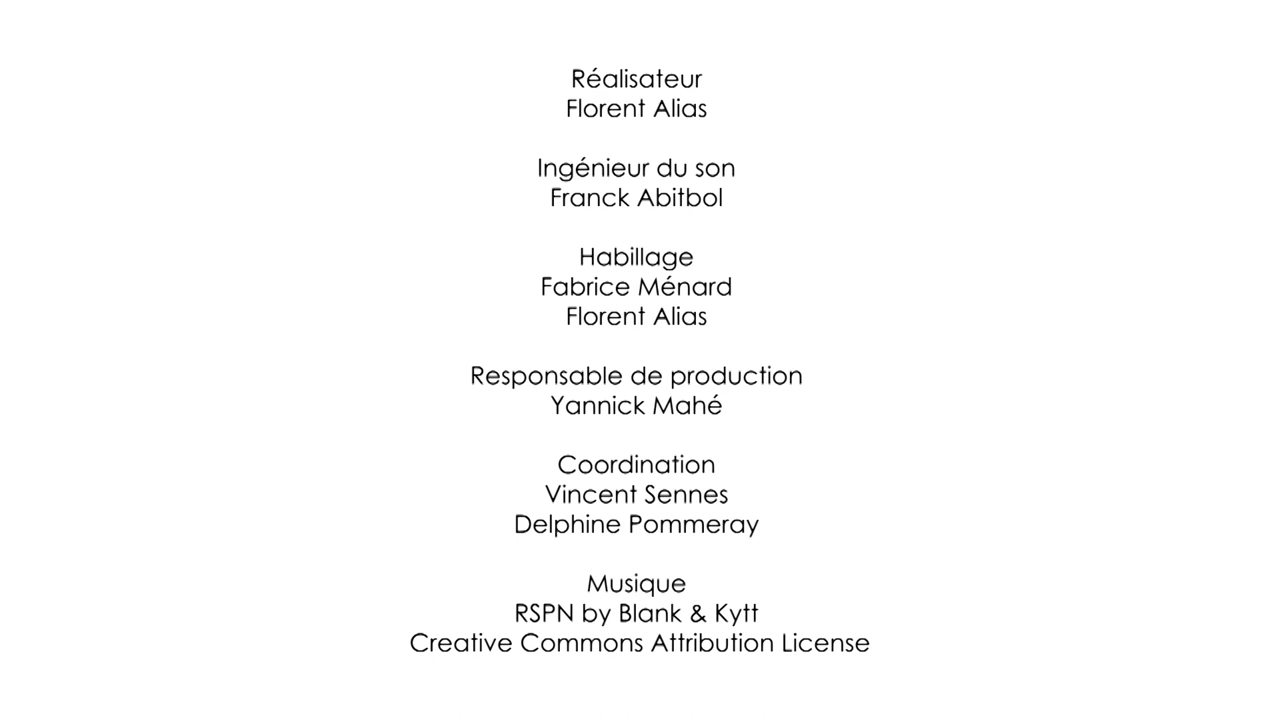 Réalisateur
Florent Alias
Ingénieur du son
Franck Abitbol
Habillage
Fabrice Ménard
Florent Alias
Responsable de production
Yannick Mahé
Coordination
Vincent Sennes
Delphine Pommeray
Musique
RSPN by Blank & Kytt
Creative Commons Attribution License